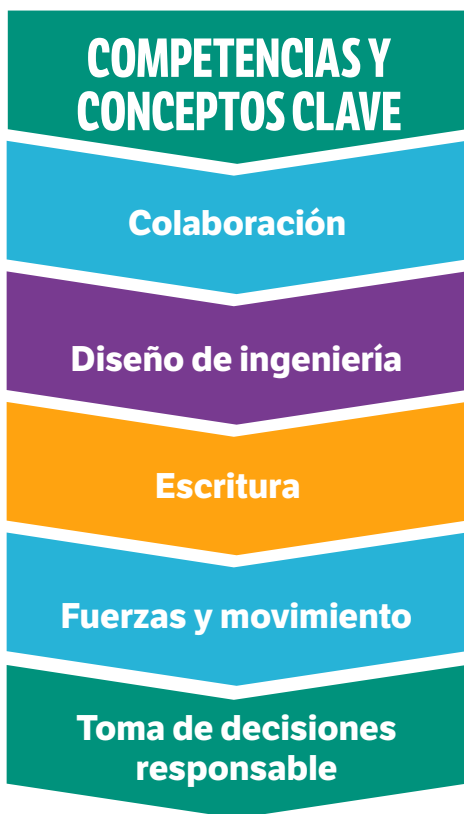 COMPETENCIAS Y
CONCEPTOS CLAVE
Colaboración
Diseño de ingeniería
Escritura
Fuerzas y movimiento
Toma de decisiones
responsable